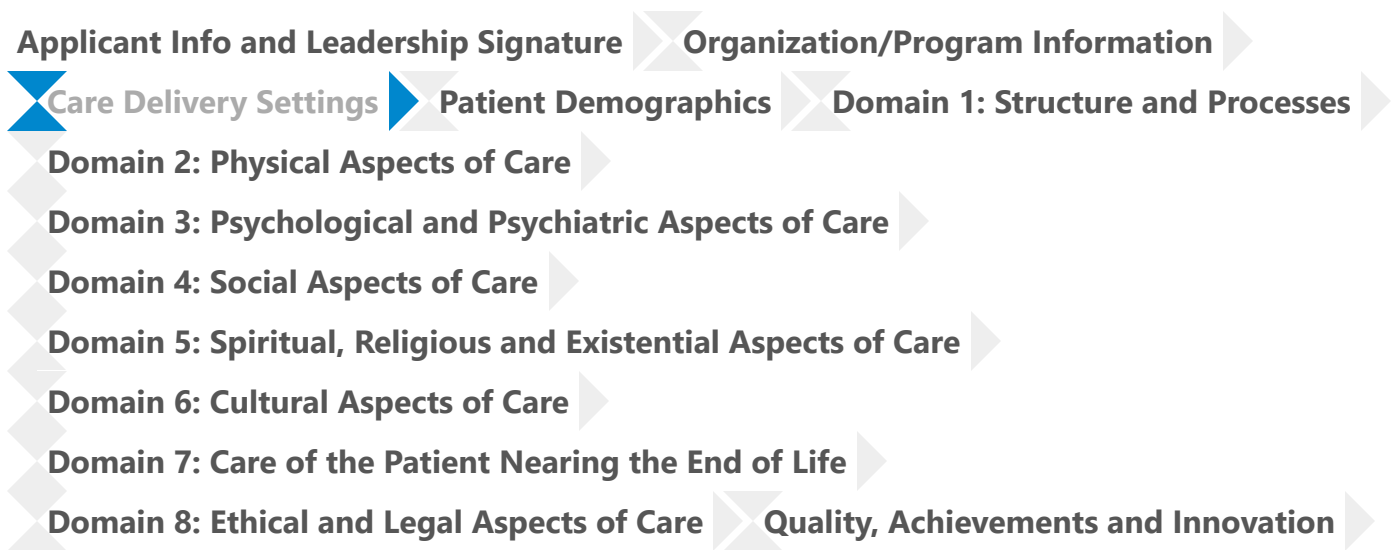 Applicant Info and Leadership Signature Organization/Program Information
Care Delivery Settings Patient Demographics Domain 1: Structure and Processes
Domain 2: Physical Aspects of Care
Domain 3: Psychological and Psychiatric Aspects of Care
Domain 4: Social Aspects of Care
Domain 5: Spiritual, Religious and Existential Aspects of Care
Domain 6: Cultural Aspects of Care
Domain 7: Care of the Patient Nearing the End of Life
Domain 8: Ethical and Legal Aspects of Care Quality, Achievements and Innovation